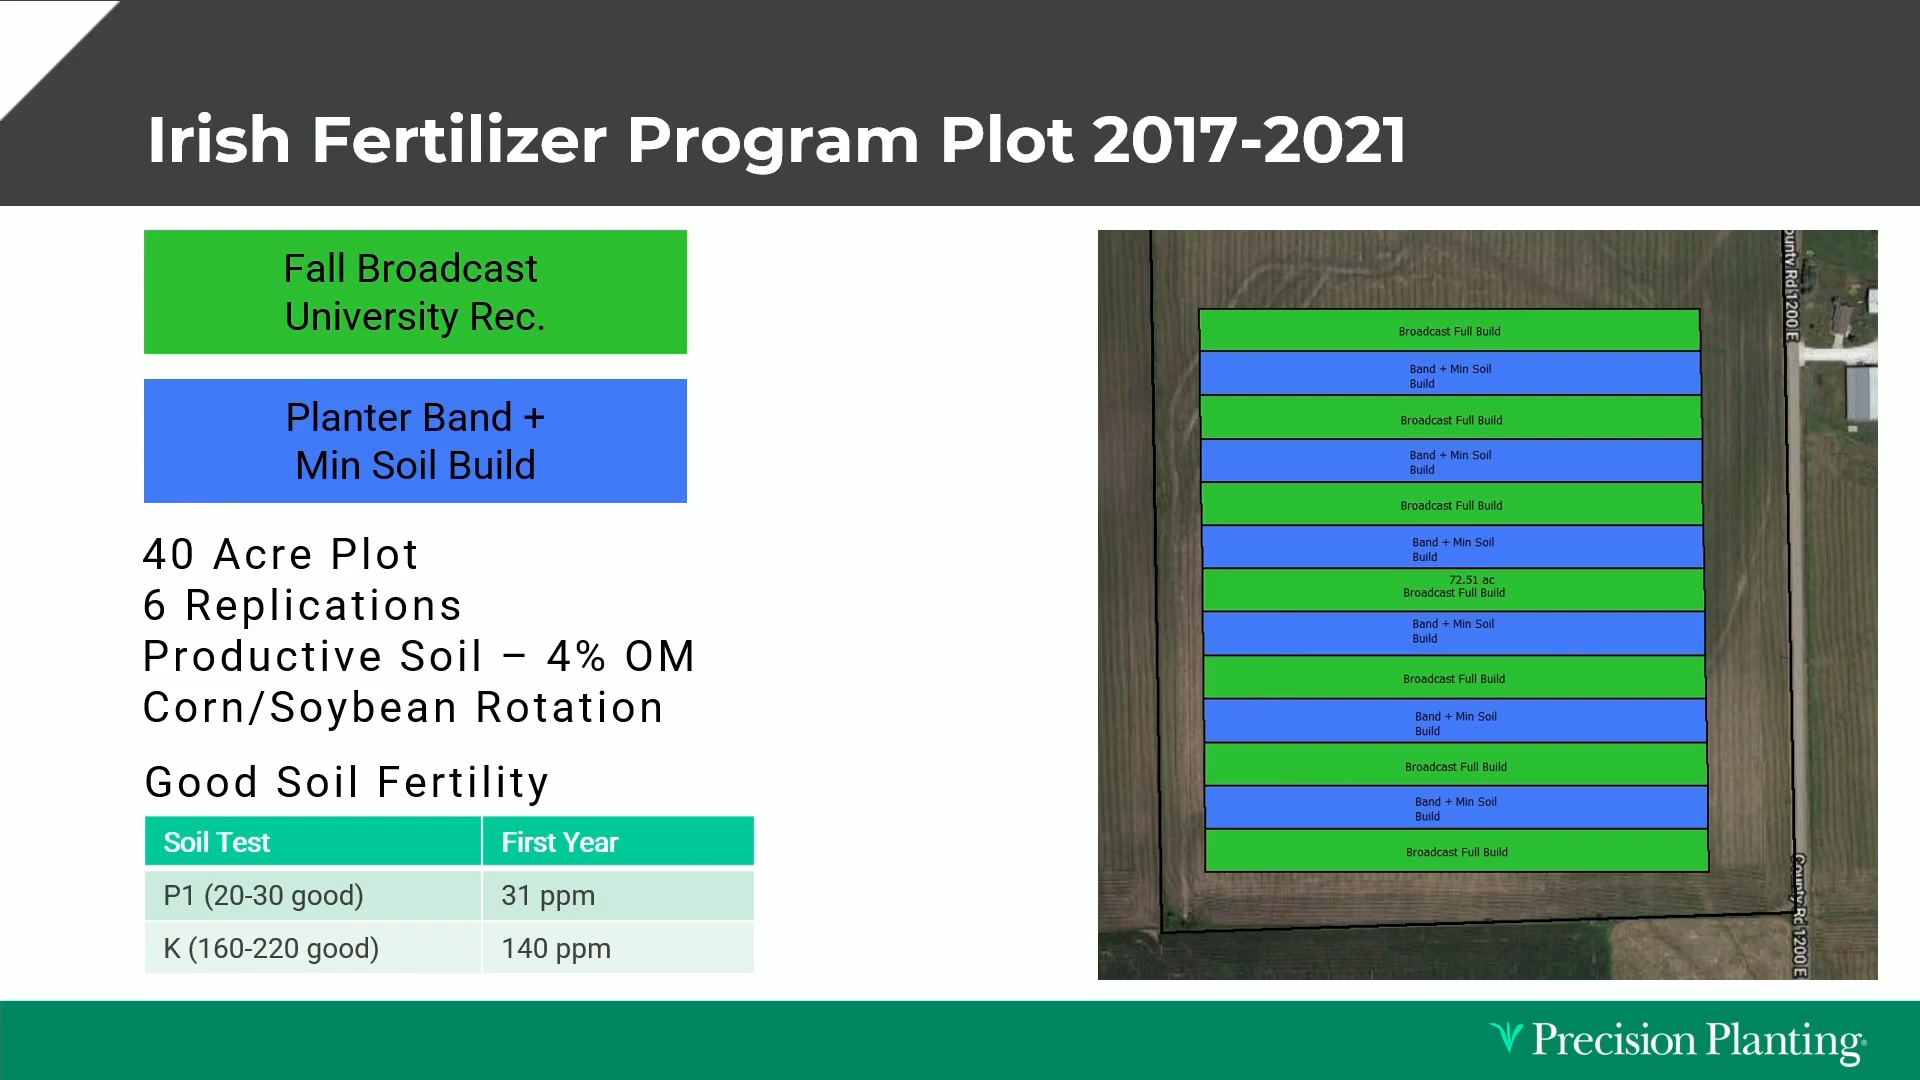 Irish Fertilizer Program Plot 2017-2021
Fall Broadcast
University Rec.
Planter Band +
Min Soil Build
40 Acre Plot
6 Replications
Productive Soil – 4% OM
Corn/Soybean Rotation
Good Soil Fertility
Soil Test First Year
P1 (20-30 good) 31 ppm
K (160-220 good) 140 ppm
Broadcast Full Build
Band + Min Soil
Build
Broadcast Full Build
Band + Min Soil
Build
Broadcast Full Build
Band + Min Soil
Build
72.51 ac
Broadcast Full Build
Band + Min Soil
Build
Broadcast Full Build
Band + Min Soil
Build
Broadcast Full Build
Band + Min Soil
Build
Broadcast Full Build
ounty Rd 1200 E
County Rd 1200 E
Precision Planting®